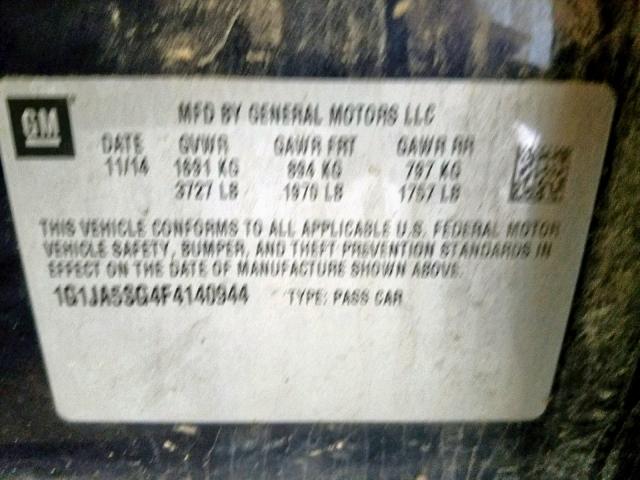 GM
MFD BY GENERAL MOTORS LLC
DATE GVWR GAWR FRT GAWR RR
11/14 1691 KG 894 KG 797 KG
3727 LB 1970 LB 1757 LB
THIS VEHICLE CONFORMS TO ALL APPLICABLE U.S. FEDERAL MOTOR
VEHICLE SAFETY, BUMPER, AND THEFT PREVENTION STANDARDS IN
EFFECT ON THE DATE OF MANUFACTURE SHOWN ABOVE.
1G1JA5SG4F4140944 TYPE: PASS CAR